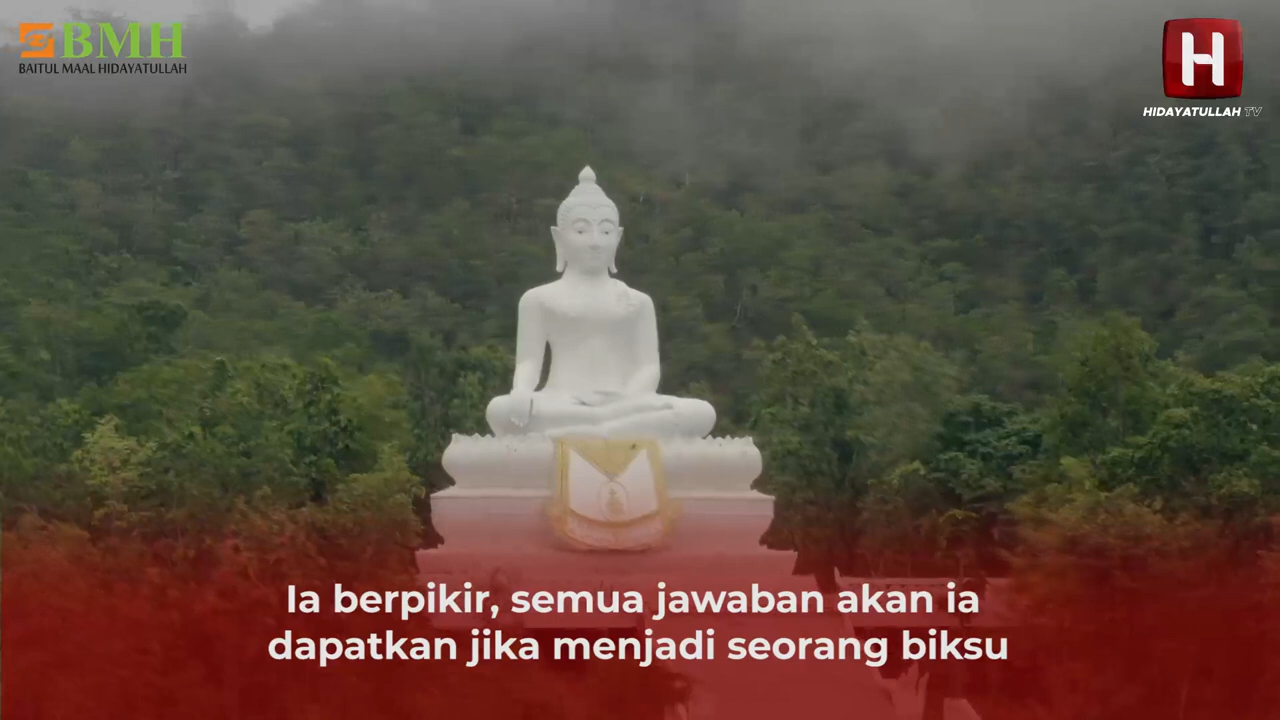 BMH
BAITUL MAAL HIDAYATULLAH
H
HIDAYATULLAH TV
Ia berpikir, semua jawaban akan ia
dapatkan jika menjadi seorang biksu